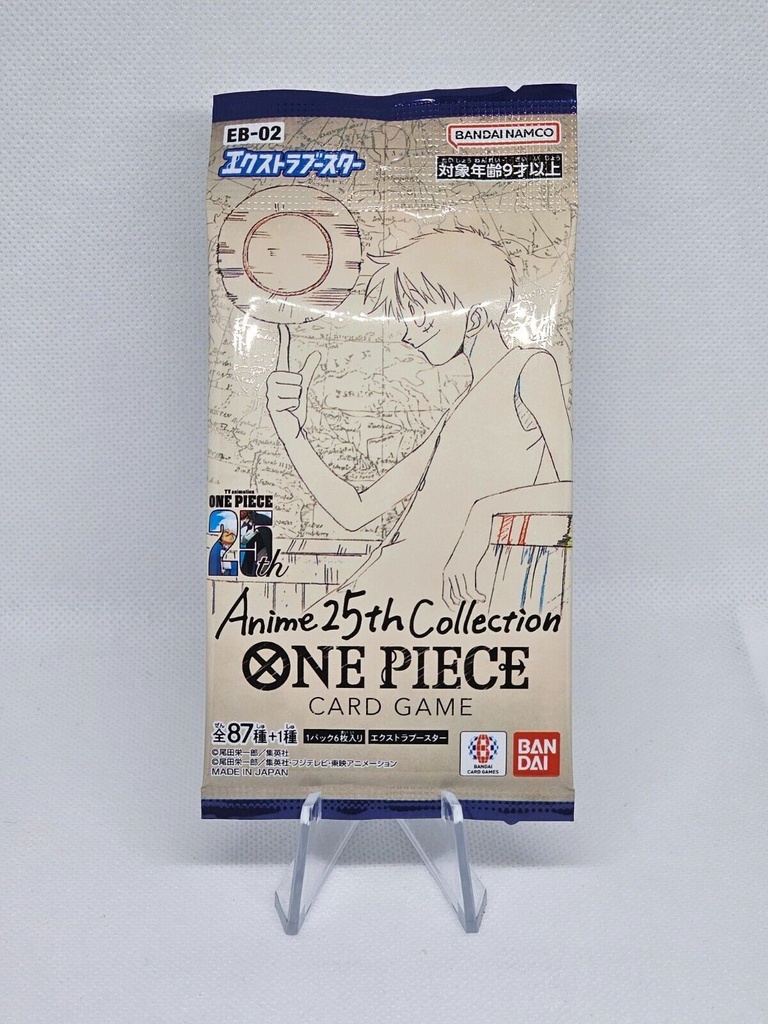 EB-02
BANDAI NAMCO
エクストラブースター
対象年齢9才以上
TV animation
ONE PIECE
25th
Anime 25th Collection
ONE PIECE
CARD GAME
全87種+1種 1パック6枚入り エクストラブースター
©尾田栄一郎/集英社
©尾田栄一郎/集英社・フジテレビ・東映アニメーション
MADE IN JAPAN
BANDAI
CARD GAMES
BAN
DAI